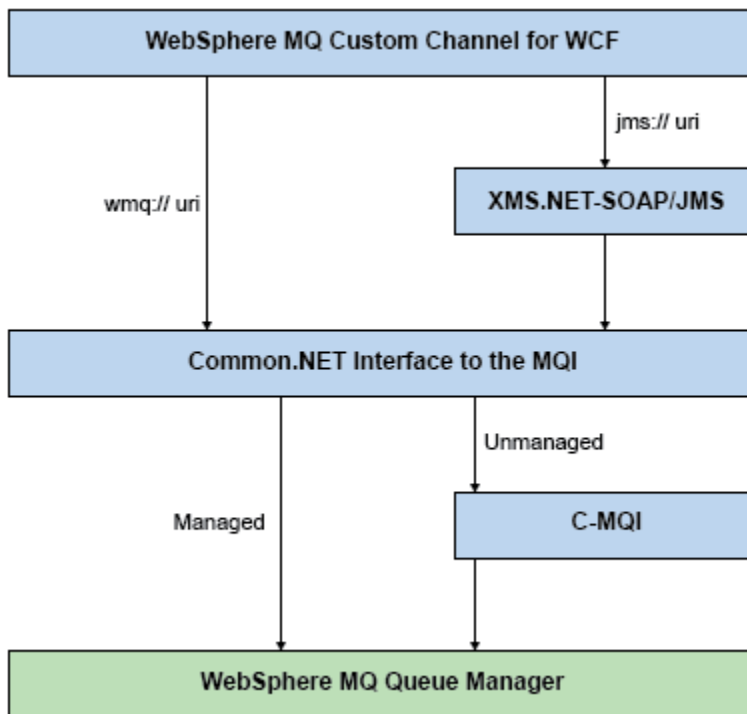 WebSphere MQ Custom Channel for WCF
jms:// uri
wmq:// uri
XMS.NET-SOAP/JMS
Common.NET Interface to the MQI
Unmanaged
Managed
C-MQI
WebSphere MQ Queue Manager